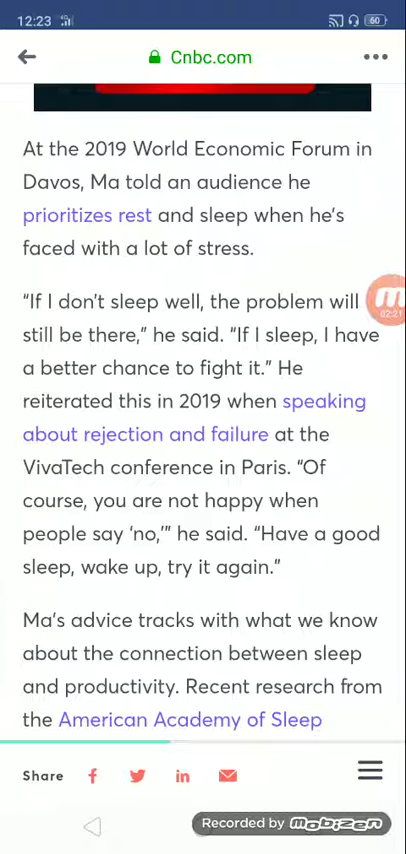 12:23
60
Cnbc.com
At the 2019 World Economic Forum in
Davos, Ma told an audience he
prioritizes rest and sleep when he's
faced with a lot of stress.
“If I don't sleep well, the problem will
still be there,” he said. “If I sleep, I have
a better chance to fight it.” He
reiterated this in 2019 when speaking
about rejection and failure at the
VivaTech conference in Paris. “Of
course, you are not happy when
people say ‘no,’” he said. “Have a good
sleep, wake up, try it again.”
02:21
Ma's advice tracks with what we know
about the connection between sleep
and productivity. Recent research from
the American Academy of Sleep
Share
Recorded by mobizen